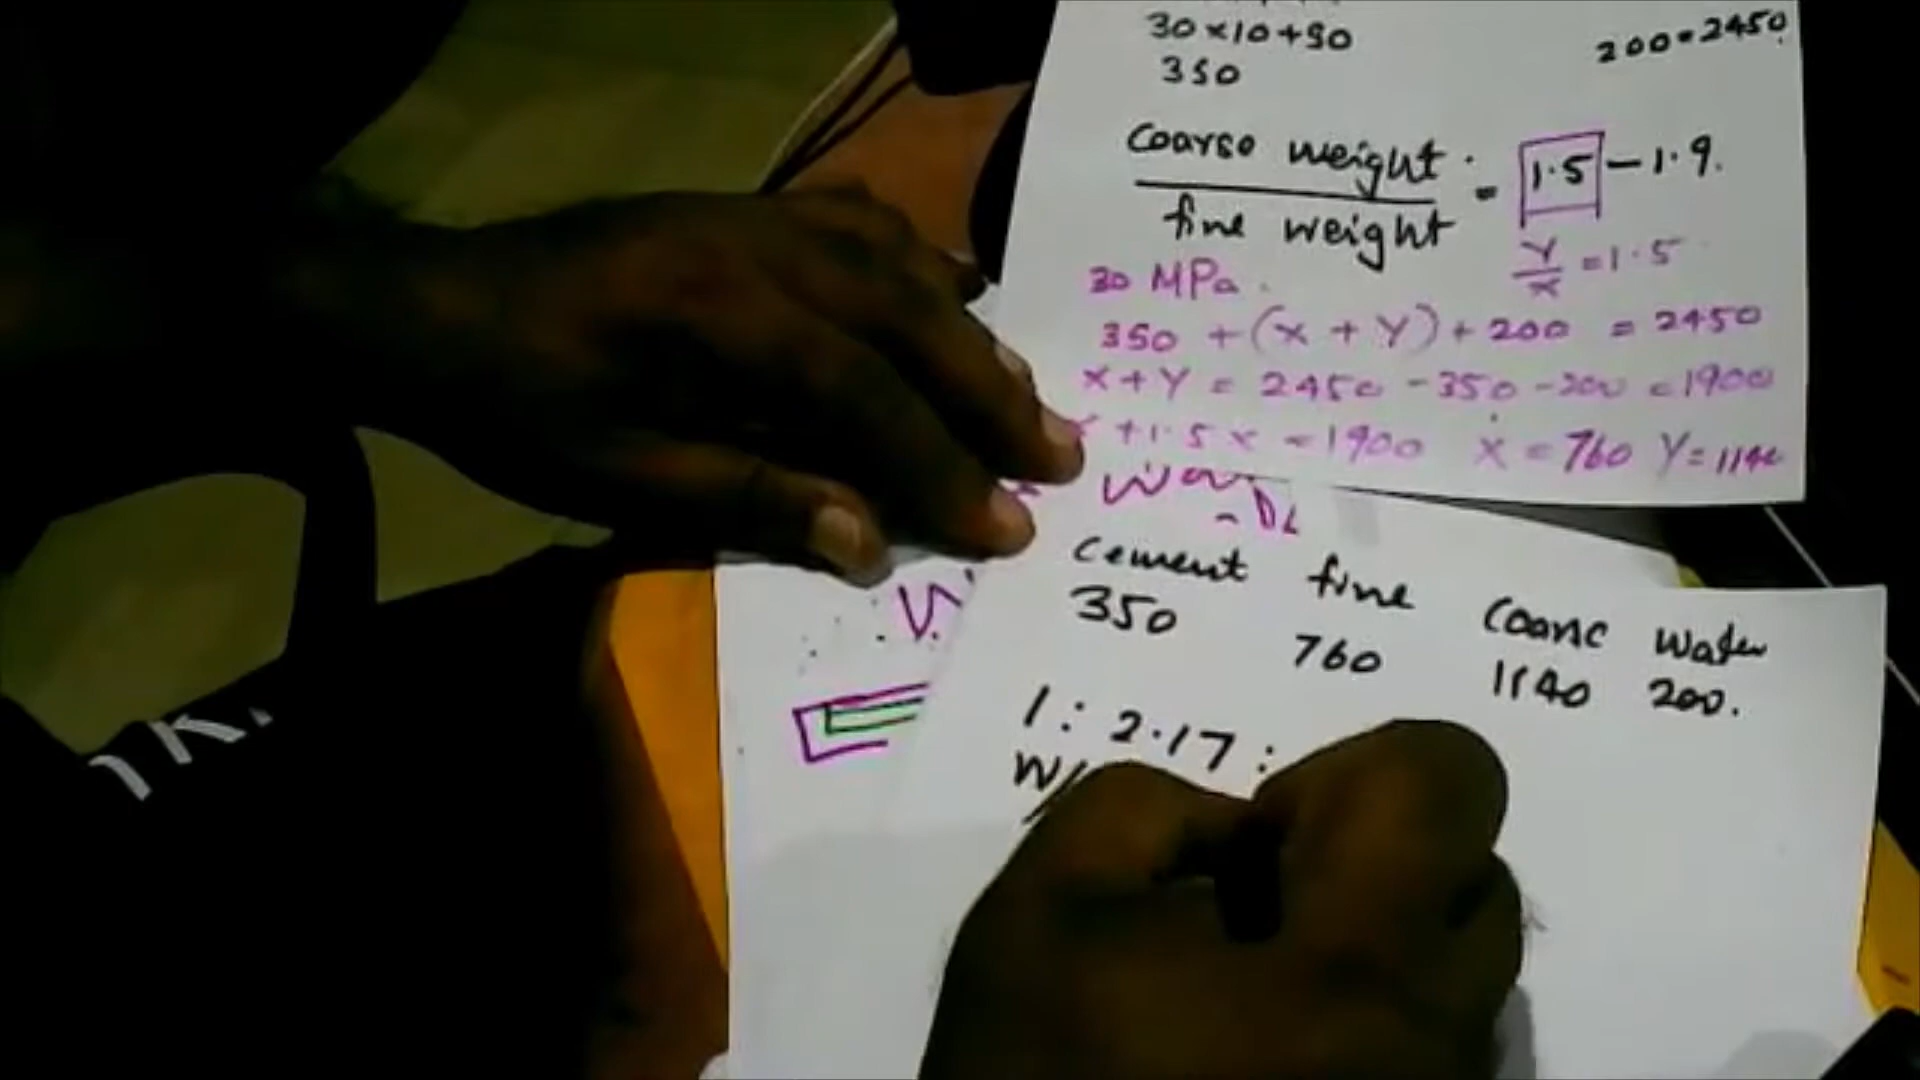 30×10+50
200 = 2450
350
Coarse weight
fine weight
= 1.5 – 1.9.
Y
X
= 1.5
30 MPa.
350 + (X + Y) + 200 = 2450
X + Y = 2450 - 350 - 200 = 1900
+ 1.5x = 1900 X = 760 Y = 1140
cement fine Coarse Water
350 760 1140 200.
1 : 2.17 :
W/